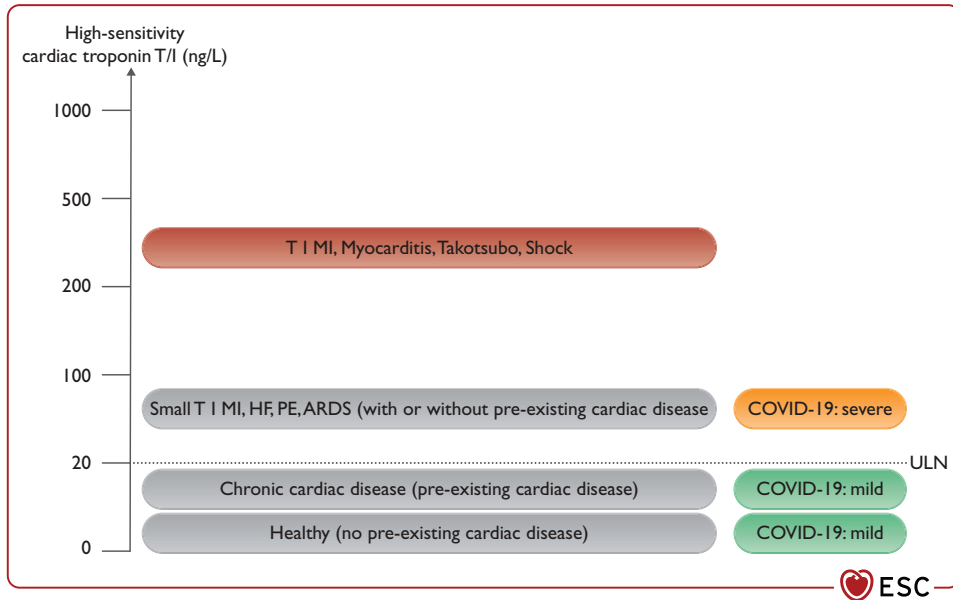 High-sensitivity
cardiac troponin T/I (ng/L)
1000
500
T 1 MI, Myocarditis, Takotsubo, Shock
200
100
Small T 1 MI, HF, PE, ARDS (with or without pre-existing cardiac disease
COVID-19: severe
20
ULN
Chronic cardiac disease (pre-existing cardiac disease)
COVID-19: mild
Healthy (no pre-existing cardiac disease)
COVID-19: mild
0
ESC